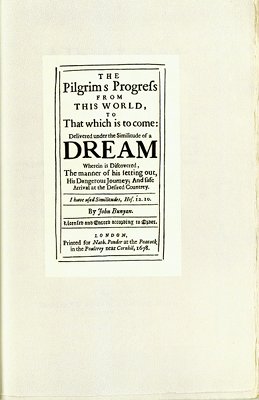 THE
Pilgrims Progreſs
FROM
THIS WORLD,
TO
That which is to come:
Delivered under the Similitude of a
DREAM
Wherein is Diſcovered,
The manner of his ſetting out,
His Dangerous Journey; And ſafe
Arrival at the Deſired Countrey.
I have uſed Similitudes, Hoſ. 12. 10.
By John Bunyan.
Licenſed and Entred according to Order.
LONDON,
Printed for Nath. Ponder at the Peacock
in the Poultrey near Cornhil, 1678.